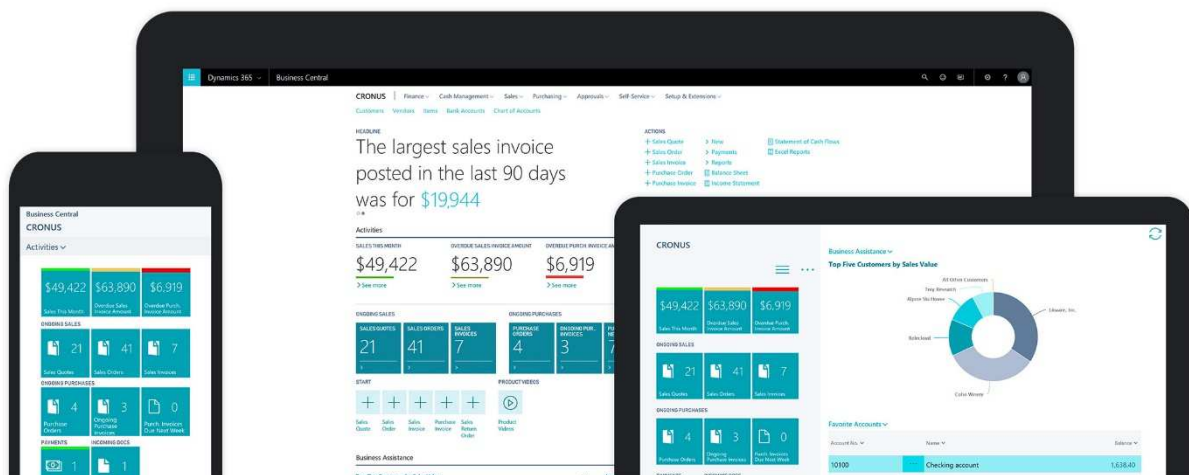 Dynamics 365
Business Central
CRONUS
Finance
Cash Management
Sales
Purchasing
Approvals
Self-Service
Setup & Extensions
Customers
Vendors
Items
Bank Accounts
Chart of Accounts
HEADLINE
The largest sales invoice
posted in the last 90 days
was for $19,944
ACTIONS
+ Sales Quote
+ Sales Order
+ Sales Invoice
+ Purchase Order
+ Purchase Invoice
> New
> Payments
> Reports
Balance Sheet
Income Statement
Statement of Cash Flows
Excel Reports
Activities
SALES THIS MONTH
$49,422
> See more
OVERDUE SALES INVOICE AMOUNT
$63,890
> See more
OVERDUE PURCH. INVOICE
$6,919
> See more
ONGOING SALES
SALES QUOTES
21
SALES ORDERS
41
SALES
INVOICES
7
ONGOING PURCHASES
PURCHASE
ORDERS
4
ONGOING PUR.
INVOICES
3
START
Sales
Quote
Sales
Order
Sales
Invoice
Purchase
Invoice
Sales
Return
Order
PRODUCT VIDEOS
Product
Videos
Business Assistance
Business Central
CRONUS
Activities
$49,422
Sales This Month
$63,890
Overdue Sales
Invoice Amount
$6,919
Overdue Purch.
Invoice Amount
ONGOING SALES
21
Sales Quotes
41
Sales Orders
7
Sales Invoices
ONGOING PURCHASES
4
Purchase
Orders
3
Ongoing
Purchase
Invoices
0
Purch. Invoices
Due Next Week
PAYMENTS
INCOMING DOCS
1
1
CRONUS
$49,422
Sales This Month
$63,890
Overdue Sales
Invoice Amount
$6,919
Overdue Purch.
Invoice Amount
ONGOING SALES
21
Sales Quotes
41
Sales Orders
7
Sales Invoices
ONGOING PURCHASES
4
Purchase Orders
3
Ongoing
Purchase Invoices
0
Purch. Invoices
Due Next Week
Business Assistance
Top Five Customers by Sales Value
All Other Customers
Trey Research
Alpine Ski House
Relecloud
Litware, Inc.
Coho Winery
Favorite Accounts
Account No.
Name
Balance
10100
Checking account
1,638.40